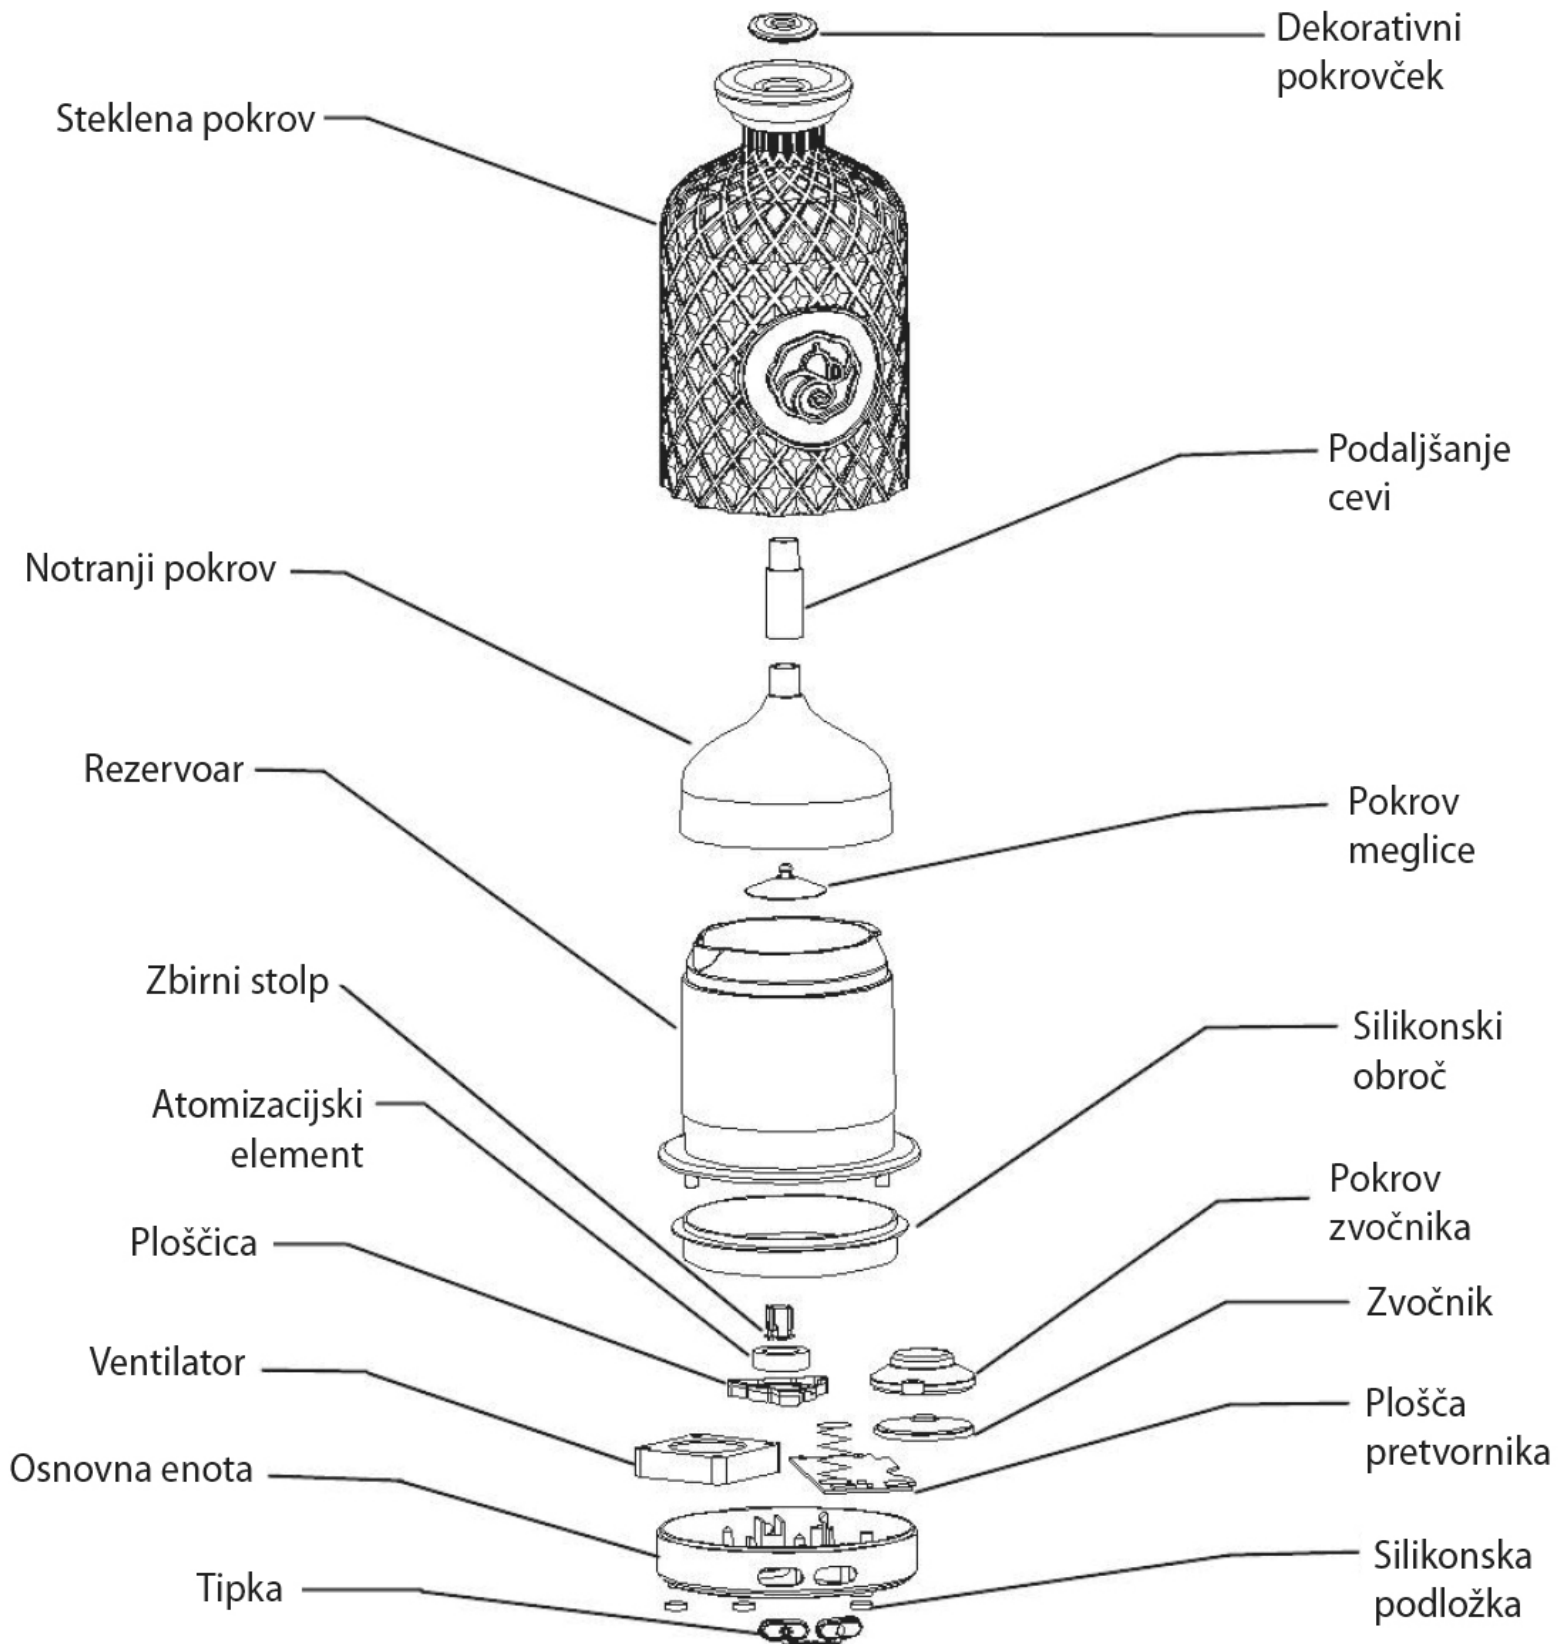 Dekorativni
pokrovček
Steklena pokrov
Podaljšanje
cevi
Notranji pokrov
Rezervoar
Pokrov
meglice
Zbirni stolp
Silikonski
obroč
Atomizacijski
element
Pokrov
zvočnika
Ploščica
Zvočnik
Ventilator
Plošča
pretvornika
Osnovna enota
Silikonska
podložka
Tipka